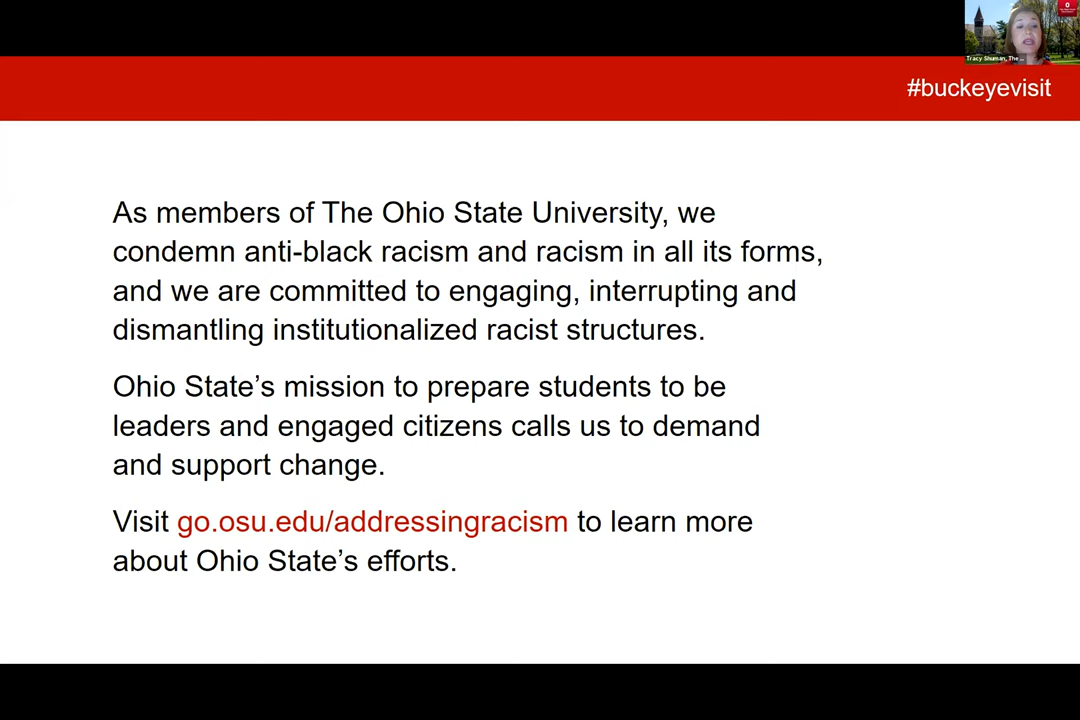 Tracy Shuman, The ...
#buckeyevisit
As members of The Ohio State University, we
condemn anti-black racism and racism in all its forms,
and we are committed to engaging, interrupting and
dismantling institutionalized racist structures.
Ohio State’s mission to prepare students to be
leaders and engaged citizens calls us to demand
and support change.
Visit go.osu.edu/addressingracism to learn more
about Ohio State’s efforts.